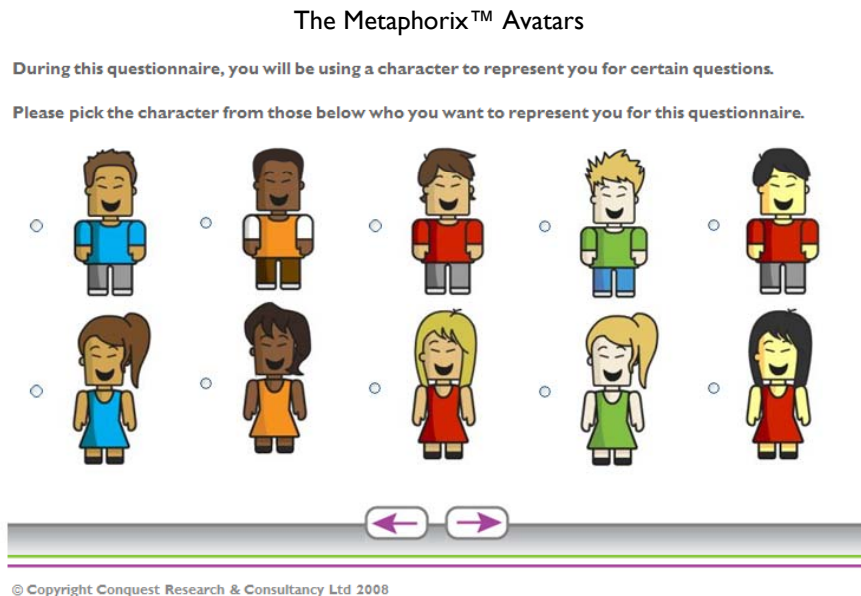 The Metaphorix™ Avatars
During this questionnaire, you will be using a character to represent you for certain questions.
Please pick the character from those below who you want to represent you for this questionnaire.
© Copyright Conquest Research & Consultancy Ltd 2008